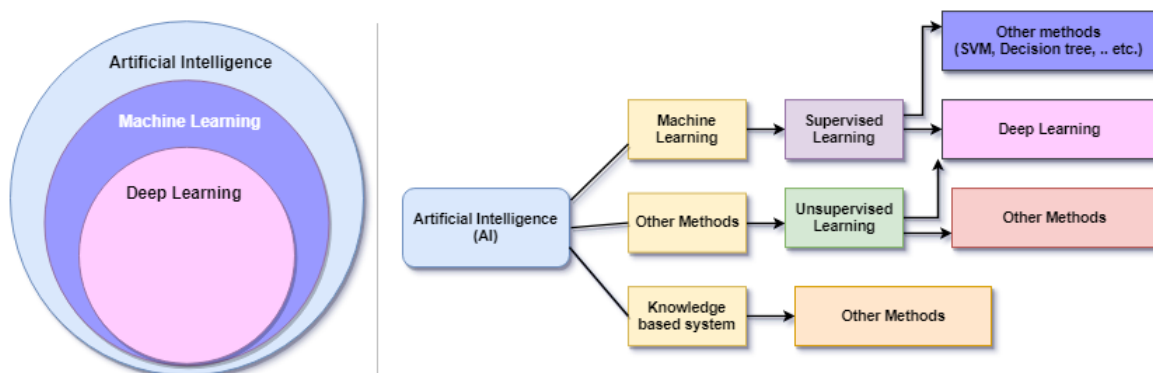 Artificial Intelligence
Machine Learning
Deep Learning
Artificial Intelligence
(AI)
Machine
Learning
Other Methods
Knowledge
based system
Supervised
Learning
Unsupervised
Learning
Other Methods
Other methods
(SVM, Decision tree, .. etc.)
Deep Learning
Other Methods